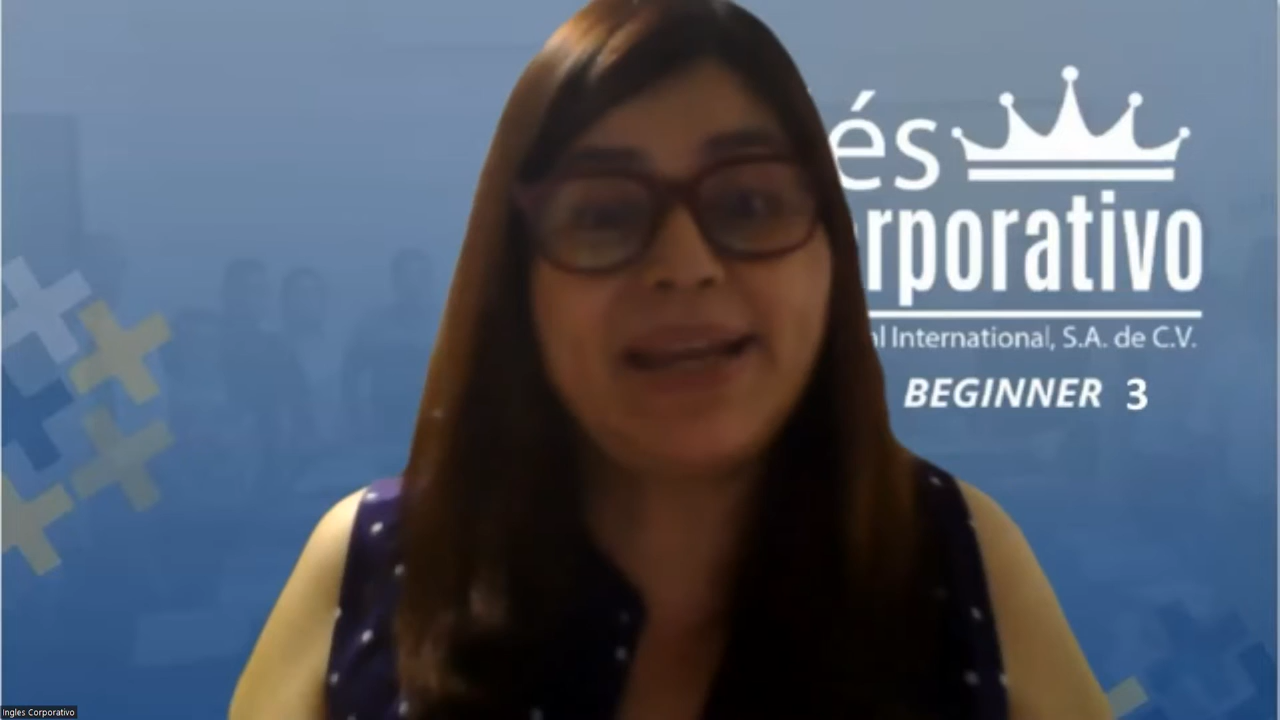 és
rporativo
al International, S.A. de C.V.
BEGINNER 3
Ingles Corporativo